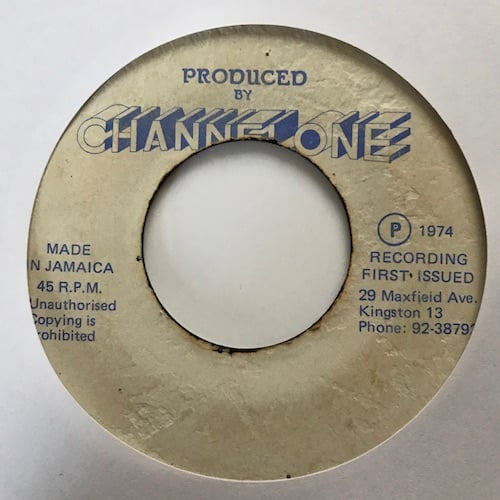 PRODUCED
BY
CHANNEL ONE
MADE
N JAMAICA
45 R.P.M.
Unauthorised
Copying is
rohibited
P 1974
RECORDING
FIRST ISSUED
29 Maxfield Ave.
Kingston 13
Phone: 92-38792